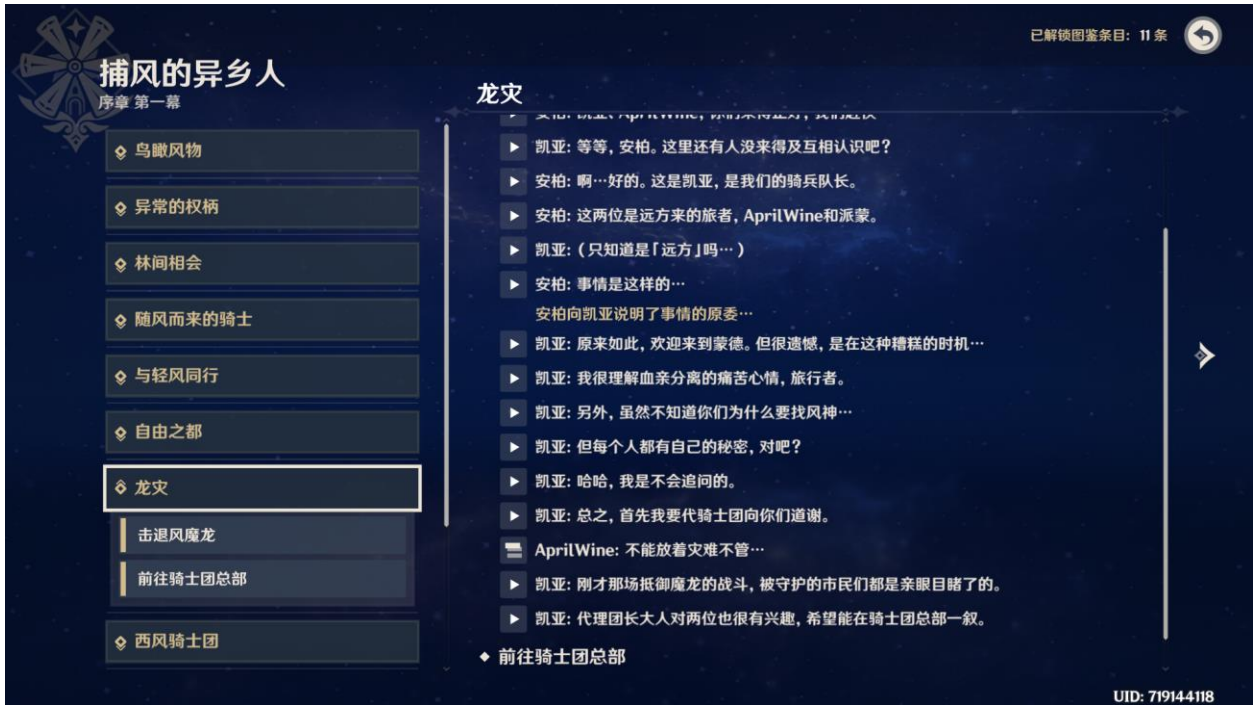 已解锁图鉴条目: 11 条
捕风的异乡人
序章 第一幕
鸟瞰风物
异常的权柄
林间相会
随风而来的骑士
与轻风同行
自由之都
龙灾
击退风魔龙
前往骑士团总部
西风骑士团
龙灾
凯亚: 等等, 安柏。这里还有人没来得及互相认识吧?
安柏: 啊…好的。这是凯亚, 是我们的骑兵队长。
安柏: 这两位是远方来的旅者, AprilWine和派蒙。
凯亚: (只知道是「远方」吗…)
安柏: 事情是这样的…
安柏向凯亚说明了事情的原委…
凯亚: 原来如此, 欢迎来到蒙德。但很遗憾, 是在这种糟糕的时机…
凯亚: 我很理解血亲分离的痛苦心情, 旅行者。
凯亚: 另外, 虽然不知道你们为什么要找风神…
凯亚: 但每个人都有自己的秘密, 对吧?
凯亚: 哈哈, 我是不会追问的。
凯亚: 总之, 首先我要代骑士团向你们道谢。
AprilWine: 不能放着灾难不管…
凯亚: 刚才那场抵御魔龙的战斗, 被守护的市民们都是亲眼目睹了的。
凯亚: 代理团长大人对两位也很有兴趣, 希望能在骑士团总部一叙。
前往骑士团总部
UID: 719144118